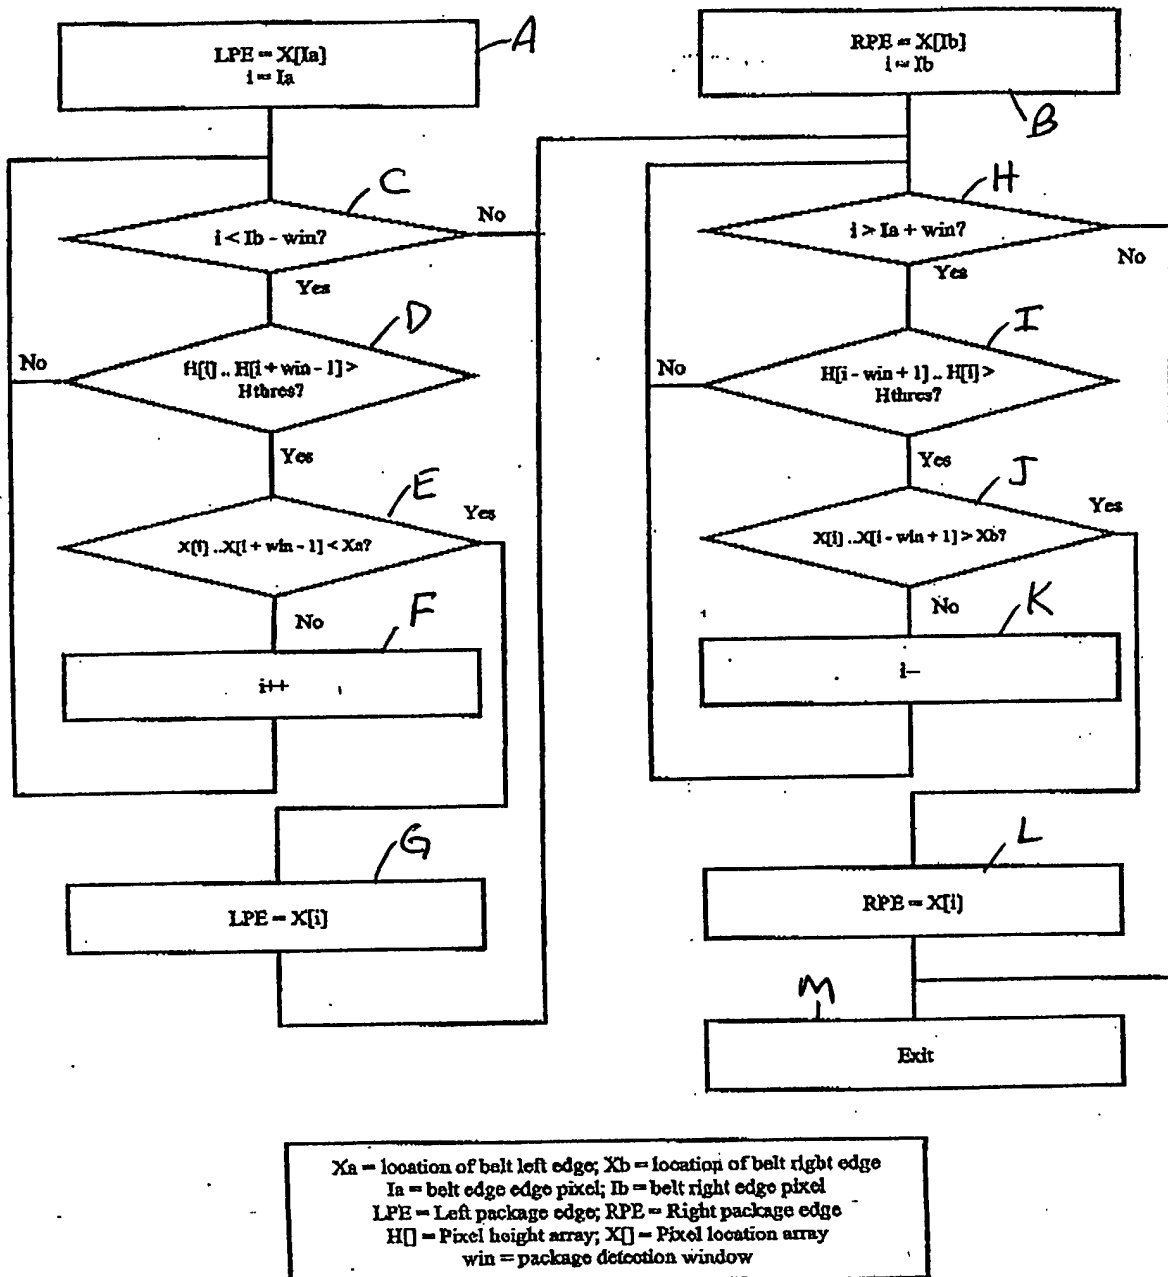 LPE = X[Ia]
i = Ia
A
C
i < Ib - win?
No
Yes
D
H[i] .. H[i + win - 1] >
Hthres?
No
Yes
E
X[i] ..X[i + win - 1] < Xa?
Yes
No
F
i++
G
LPE = X[i]
RPE = X[Ib]
i = Ib
B
H
i > Ia + win?
No
Yes
I
H[i - win + 1] .. H[i] >
Hthres?
No
Yes
J
X[i] ..X[i - win + 1] > Xb?
Yes
No
K
i--
L
RPE = X[i]
M
Exit
Xa = location of belt left edge; Xb = location of belt right edge
Ia = belt edge edge pixel; Ib = belt right edge pixel
LPE = Left package edge; RPE = Right package edge
H[] = Pixel height array; X[] = Pixel location array
win = package detection window